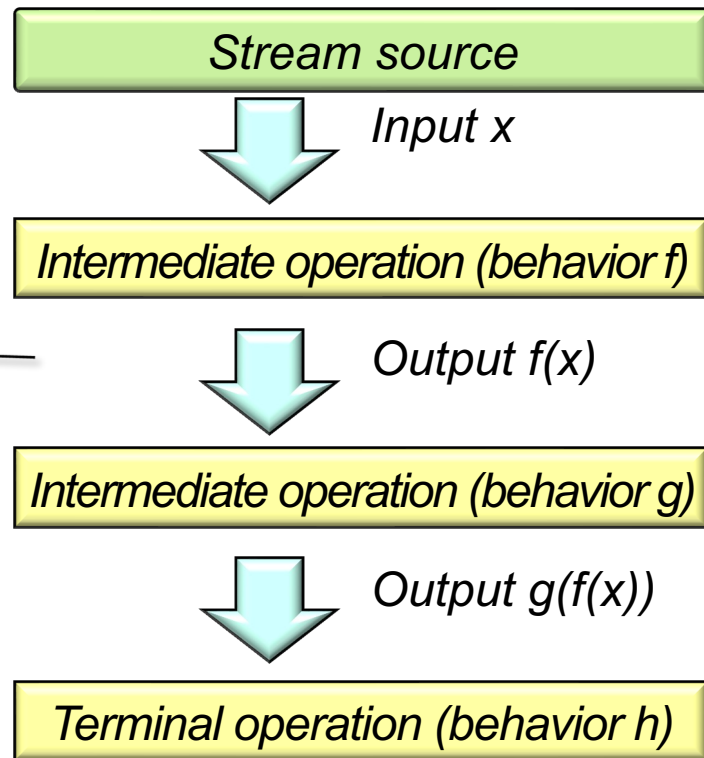 Stream source
Input x
Intermediate operation (behavior f)
Output f(x)
Intermediate operation (behavior g)
Output g(f(x))
Terminal operation (behavior h)